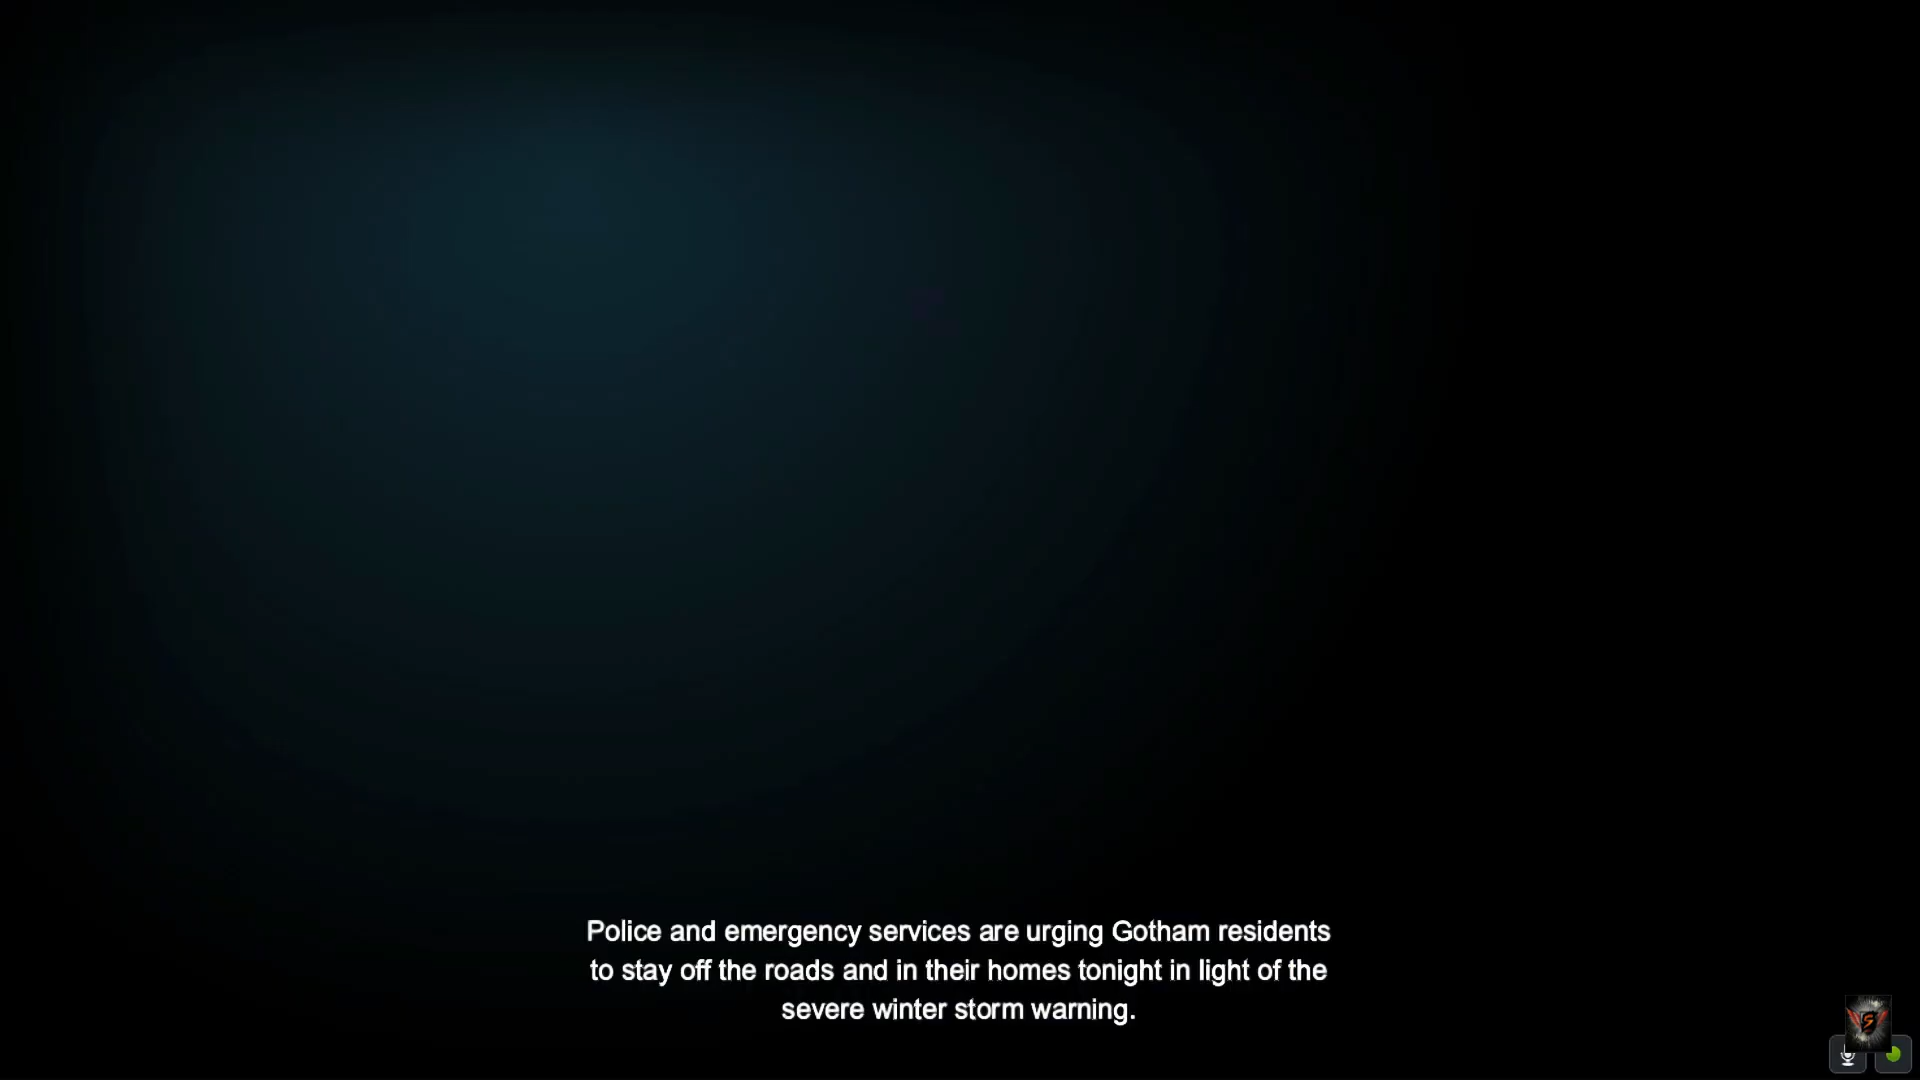 Police and emergency services are urging Gotham residents
to stay off the roads and in their homes tonight in light of the
severe winter storm warning.